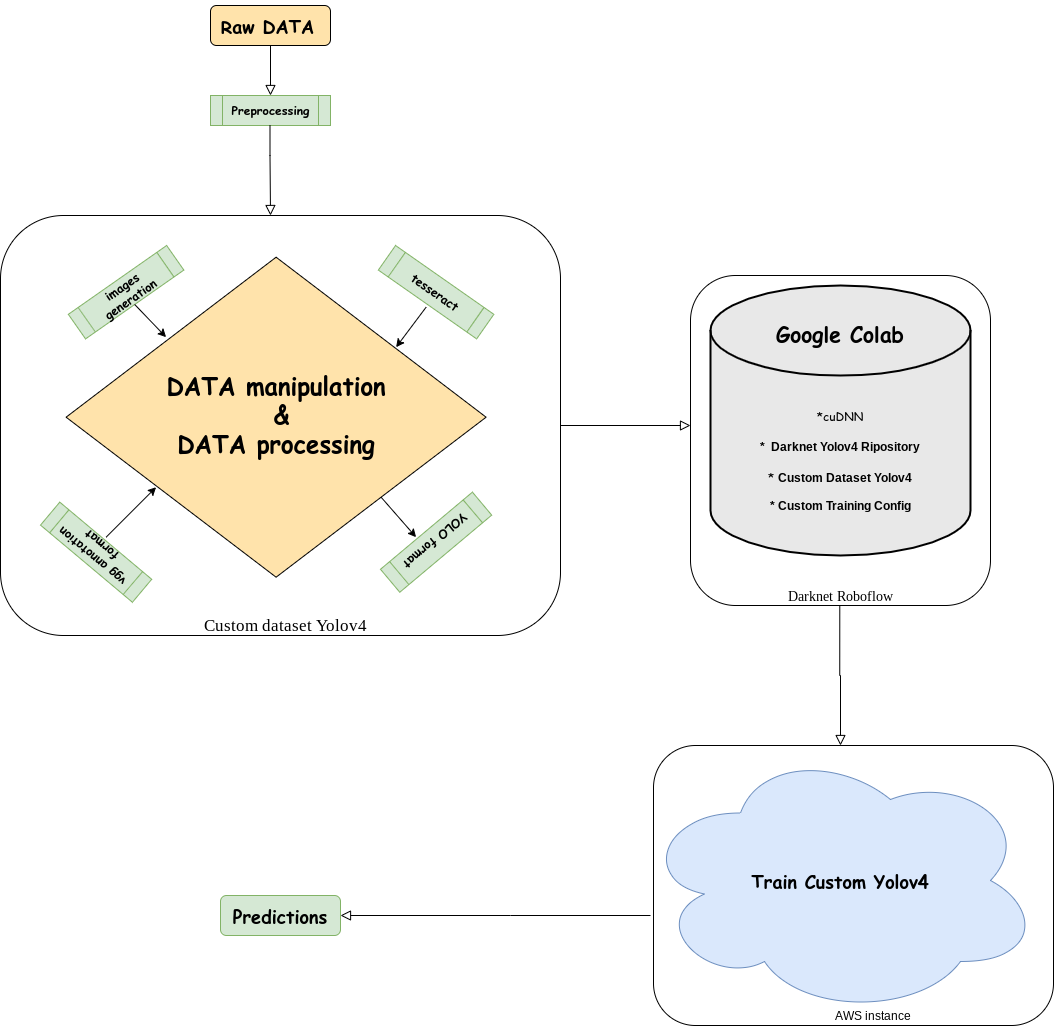 Raw DATA
Preprocessing
images
generation
tesseract
DATA manipulation
&
DATA processing
vgg annotation
format
YOLO format
Custom dataset Yolov4
Google Colab
*cuDNN
* Darknet Yolov4 Ripository
* Custom Dataset Yolov4
* Custom Training Config
Darknet Roboflow
Train Custom Yolov4
AWS instance
Predictions